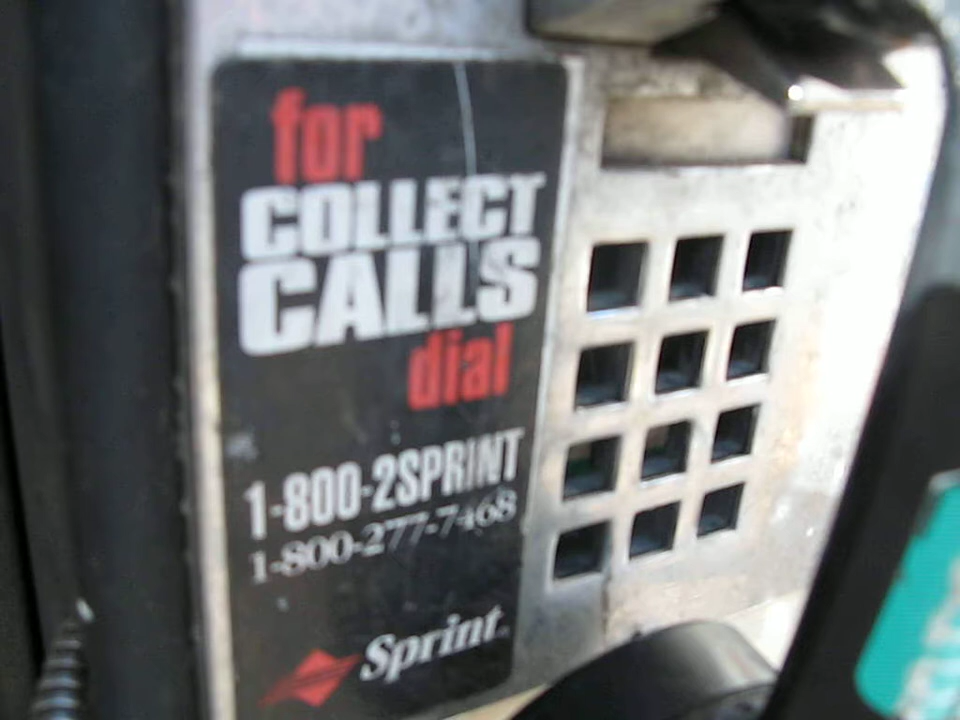 for
COLLECT
CALLS
dial
1-800-2SPRINT
1-800-277-7468
Sprint